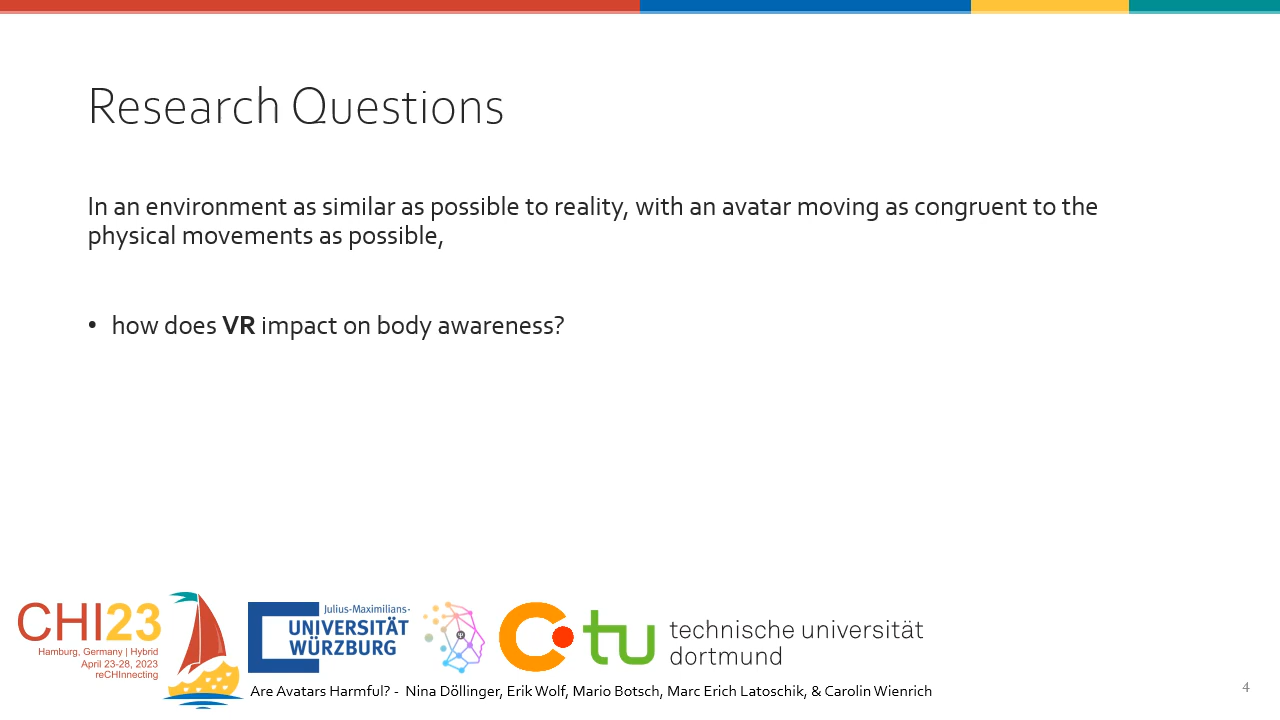 Research Questions
In an environment as similar as possible to reality, with an avatar moving as congruent to the
physical movements as possible,
• how does VR impact on body awareness?
CHI23
Hamburg, Germany | Hybrid
April 23-28, 2023
reCHInnecting
Julius-Maximilians-
UNIVERSITÄT
WÜRZBURG
tu
technische universität
dortmund
Are Avatars Harmful? - Nina Döllinger, Erik Wolf, Mario Botsch, Marc Erich Latoschik, & Carolin Wienrich
4